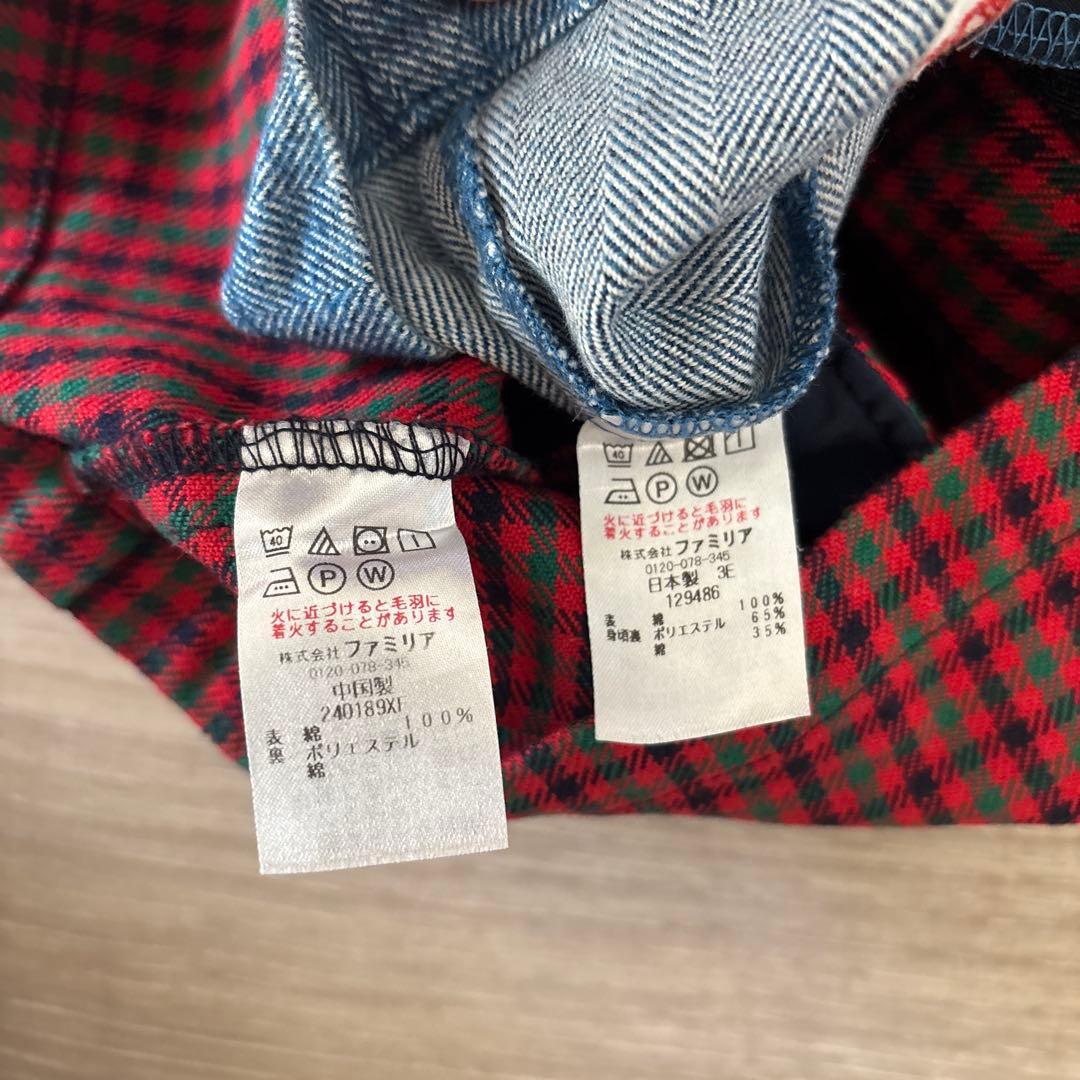 40
P W
火に近づけると毛羽に
着火することがあります
株式会社 ファミリア
0120-078-345
中国製
240189XF
表 綿 100%
裏 ポリエステル
綿
40
P W
火に近づけると毛羽に
着火することがあります
株式会社 ファミリア
0120-078-345
日本製 3E
129486
表 綿 100%
身頃裏 ポリエステル 65%
綿 35%